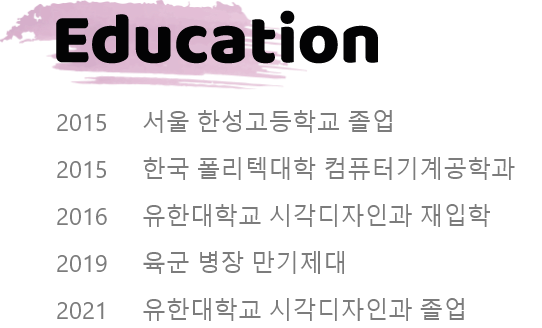 Education
2015 서울 한성고등학교 졸업
2015 한국 폴리텍대학 컴퓨터기계공학과
2016 유한대학교 시각디자인과 재입학
2019 육군 병장 만기제대
2021 유한대학교 시각디자인과 졸업